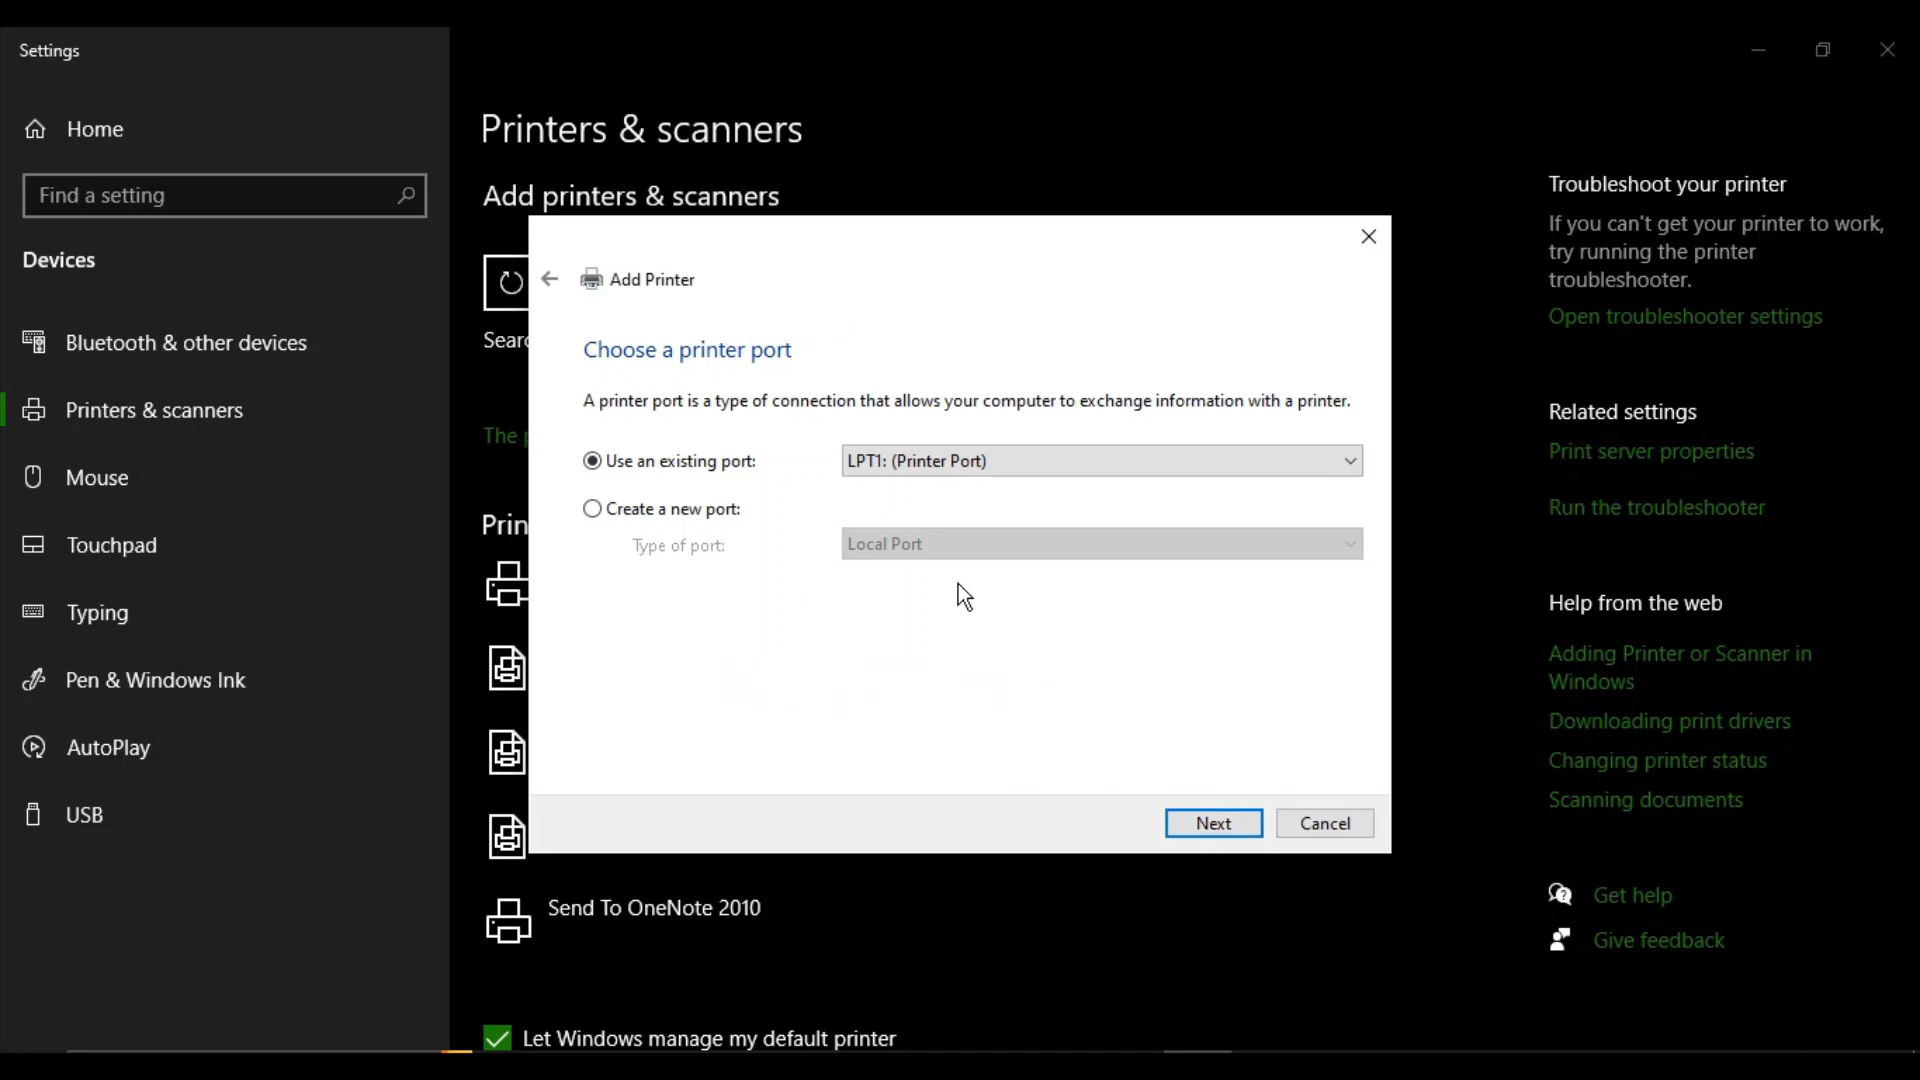 Settings
Home
Find a setting
Devices
Bluetooth & other devices
Printers & scanners
Mouse
Touchpad
Typing
Pen & Windows Ink
AutoPlay
USB
Printers & scanners
Add printers & scanners
Searc
The p
Prin
Send To OneNote 2010
Let Windows manage my default printer
Add Printer
Choose a printer port
A printer port is a type of connection that allows your computer to exchange information with a printer.
Use an existing port:
LPT1: (Printer Port)
Create a new port:
Type of port:
Local Port
Next
Cancel
Troubleshoot your printer
If you can't get your printer to work,
try running the printer
troubleshooter.
Open troubleshooter settings
Related settings
Print server properties
Run the troubleshooter
Help from the web
Adding Printer or Scanner in
Windows
Downloading print drivers
Changing printer status
Scanning documents
Get help
Give feedback